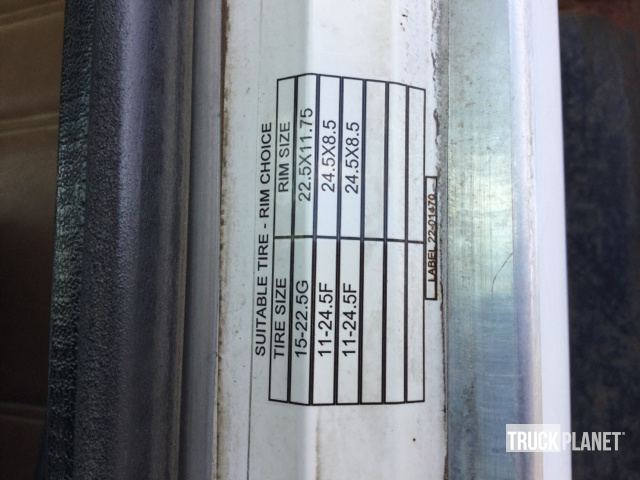 SUITABLE TIRE - RIM CHOICE
TIRE SIZE RIM SIZE
15-22.5G 22.5X11.75
11-24.5F 24.5X8.5
11-24.5F 24.5X8.5
LABEL 22-01470
TRUCKPLANET